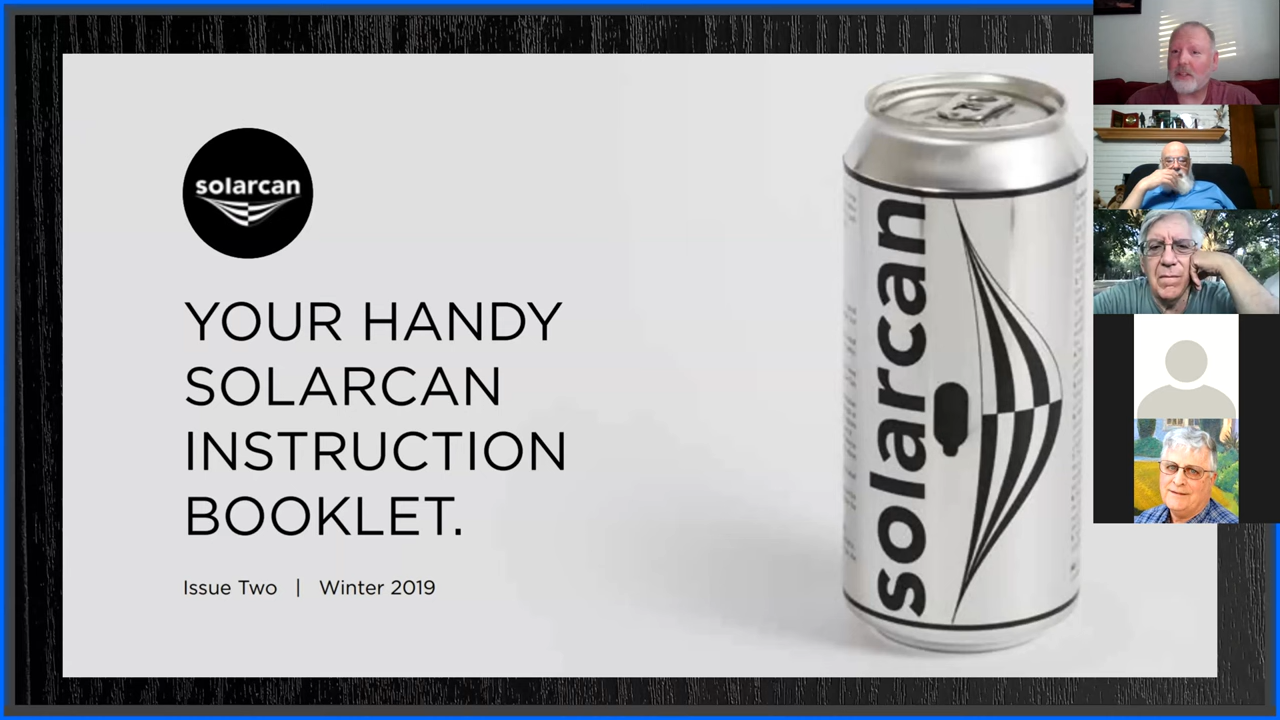 solarcan
YOUR HANDY
SOLARCAN
INSTRUCTION
BOOKLET.
Issue Two | Winter 2019
solarcan